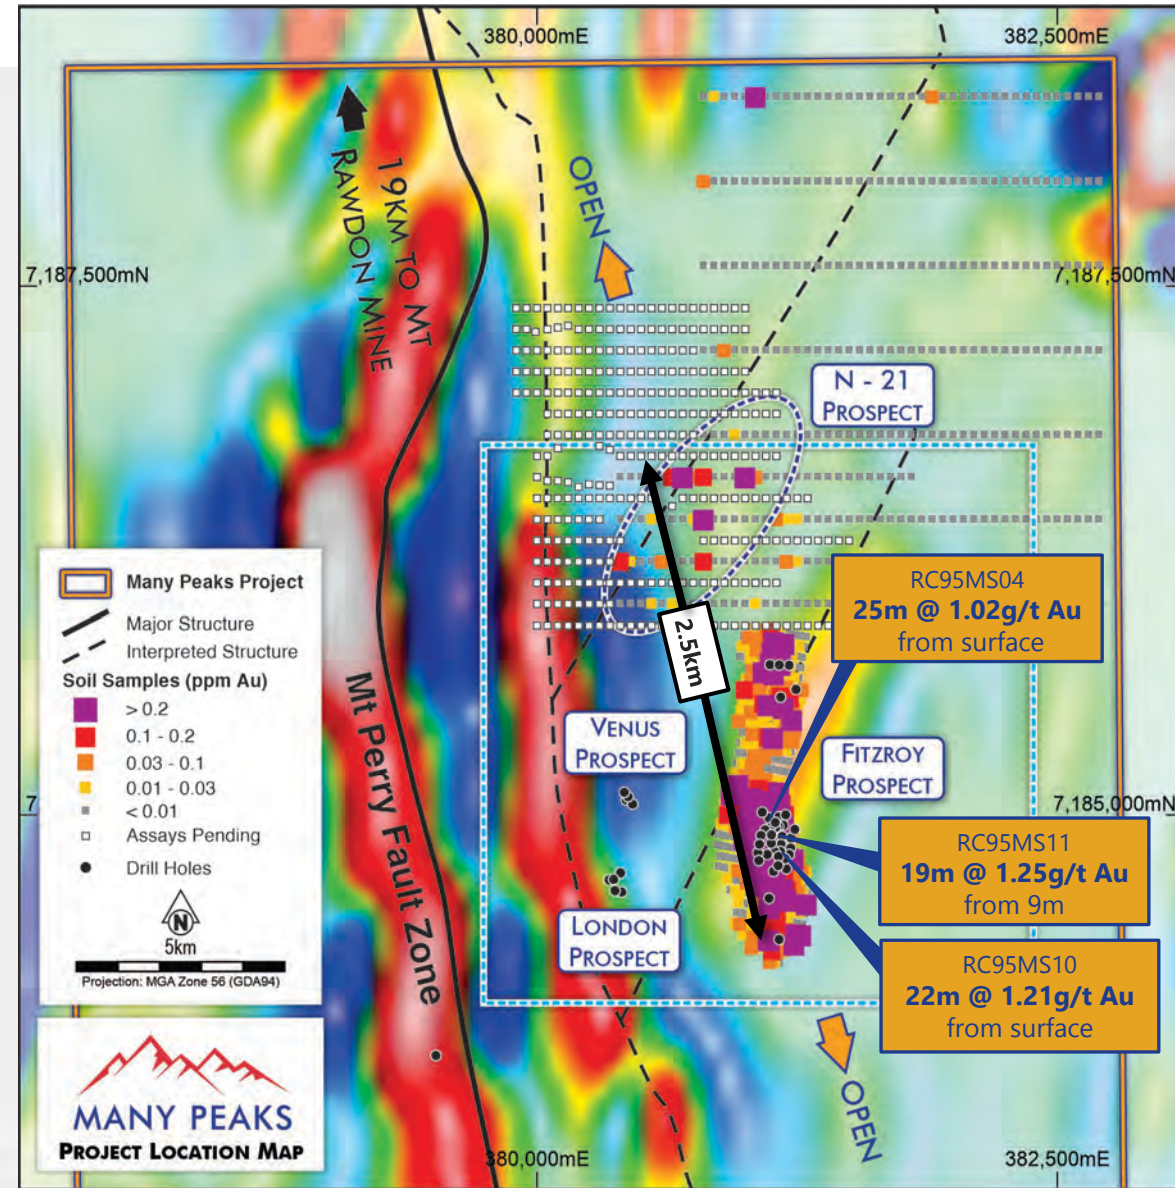 380,000mE
382,500mE
OPEN
19KM TO MT
RAWDON MINE
7,187,500mN
7,187,500mN
N - 21
PROSPECT
Many Peaks Project
Major Structure
Interpreted Structure
Soil Samples (ppm Au)
> 0.2
0.1 - 0.2
0.03 - 0.1
0.01 - 0.03
< 0.01
Assays Pending
Drill Holes
N
5km
Projection: MGA Zone 56 (GDA94)
RC95MS04
25m @ 1.02g/t Au
from surface
2.5km
Mt Perry Fault Zone
VENUS
PROSPECT
FITZROY
PROSPECT
7
7,185,000mN
RC95MS11
19m @ 1.25g/t Au
from 9m
LONDON
PROSPECT
RC95MS10
22m @ 1.21g/t Au
from surface
OPEN
MANY PEAKS
PROJECT LOCATION MAP
380,000mE
382,500mE